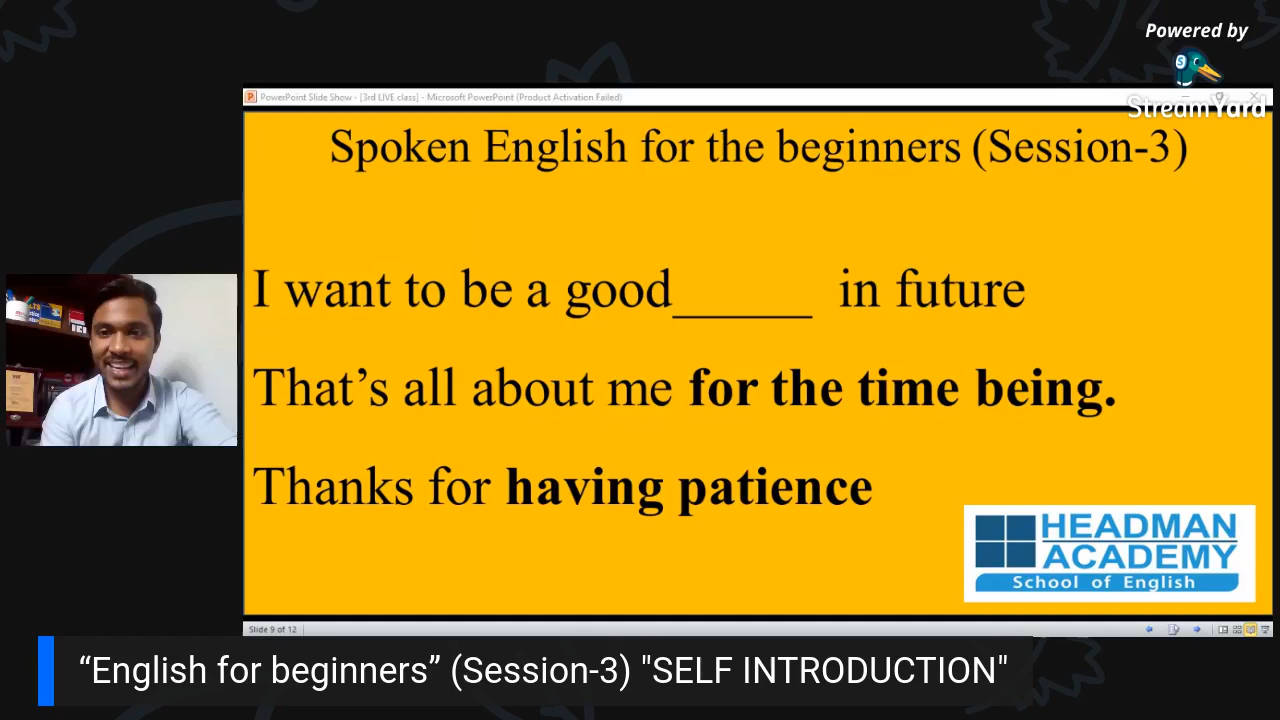 Powered by
StreamYard
PowerPoint Slide Show - [3rd LIVE class] - Microsoft PowerPoint (Product Activation Failed)
Spoken English for the beginners (Session-3)
I want to be a good______ in future
That’s all about me for the time being.
Thanks for having patience
HEADMAN
ACADEMY
School of English
Slide 9 of 12
“English for beginners” (Session-3) "SELF INTRODUCTION"